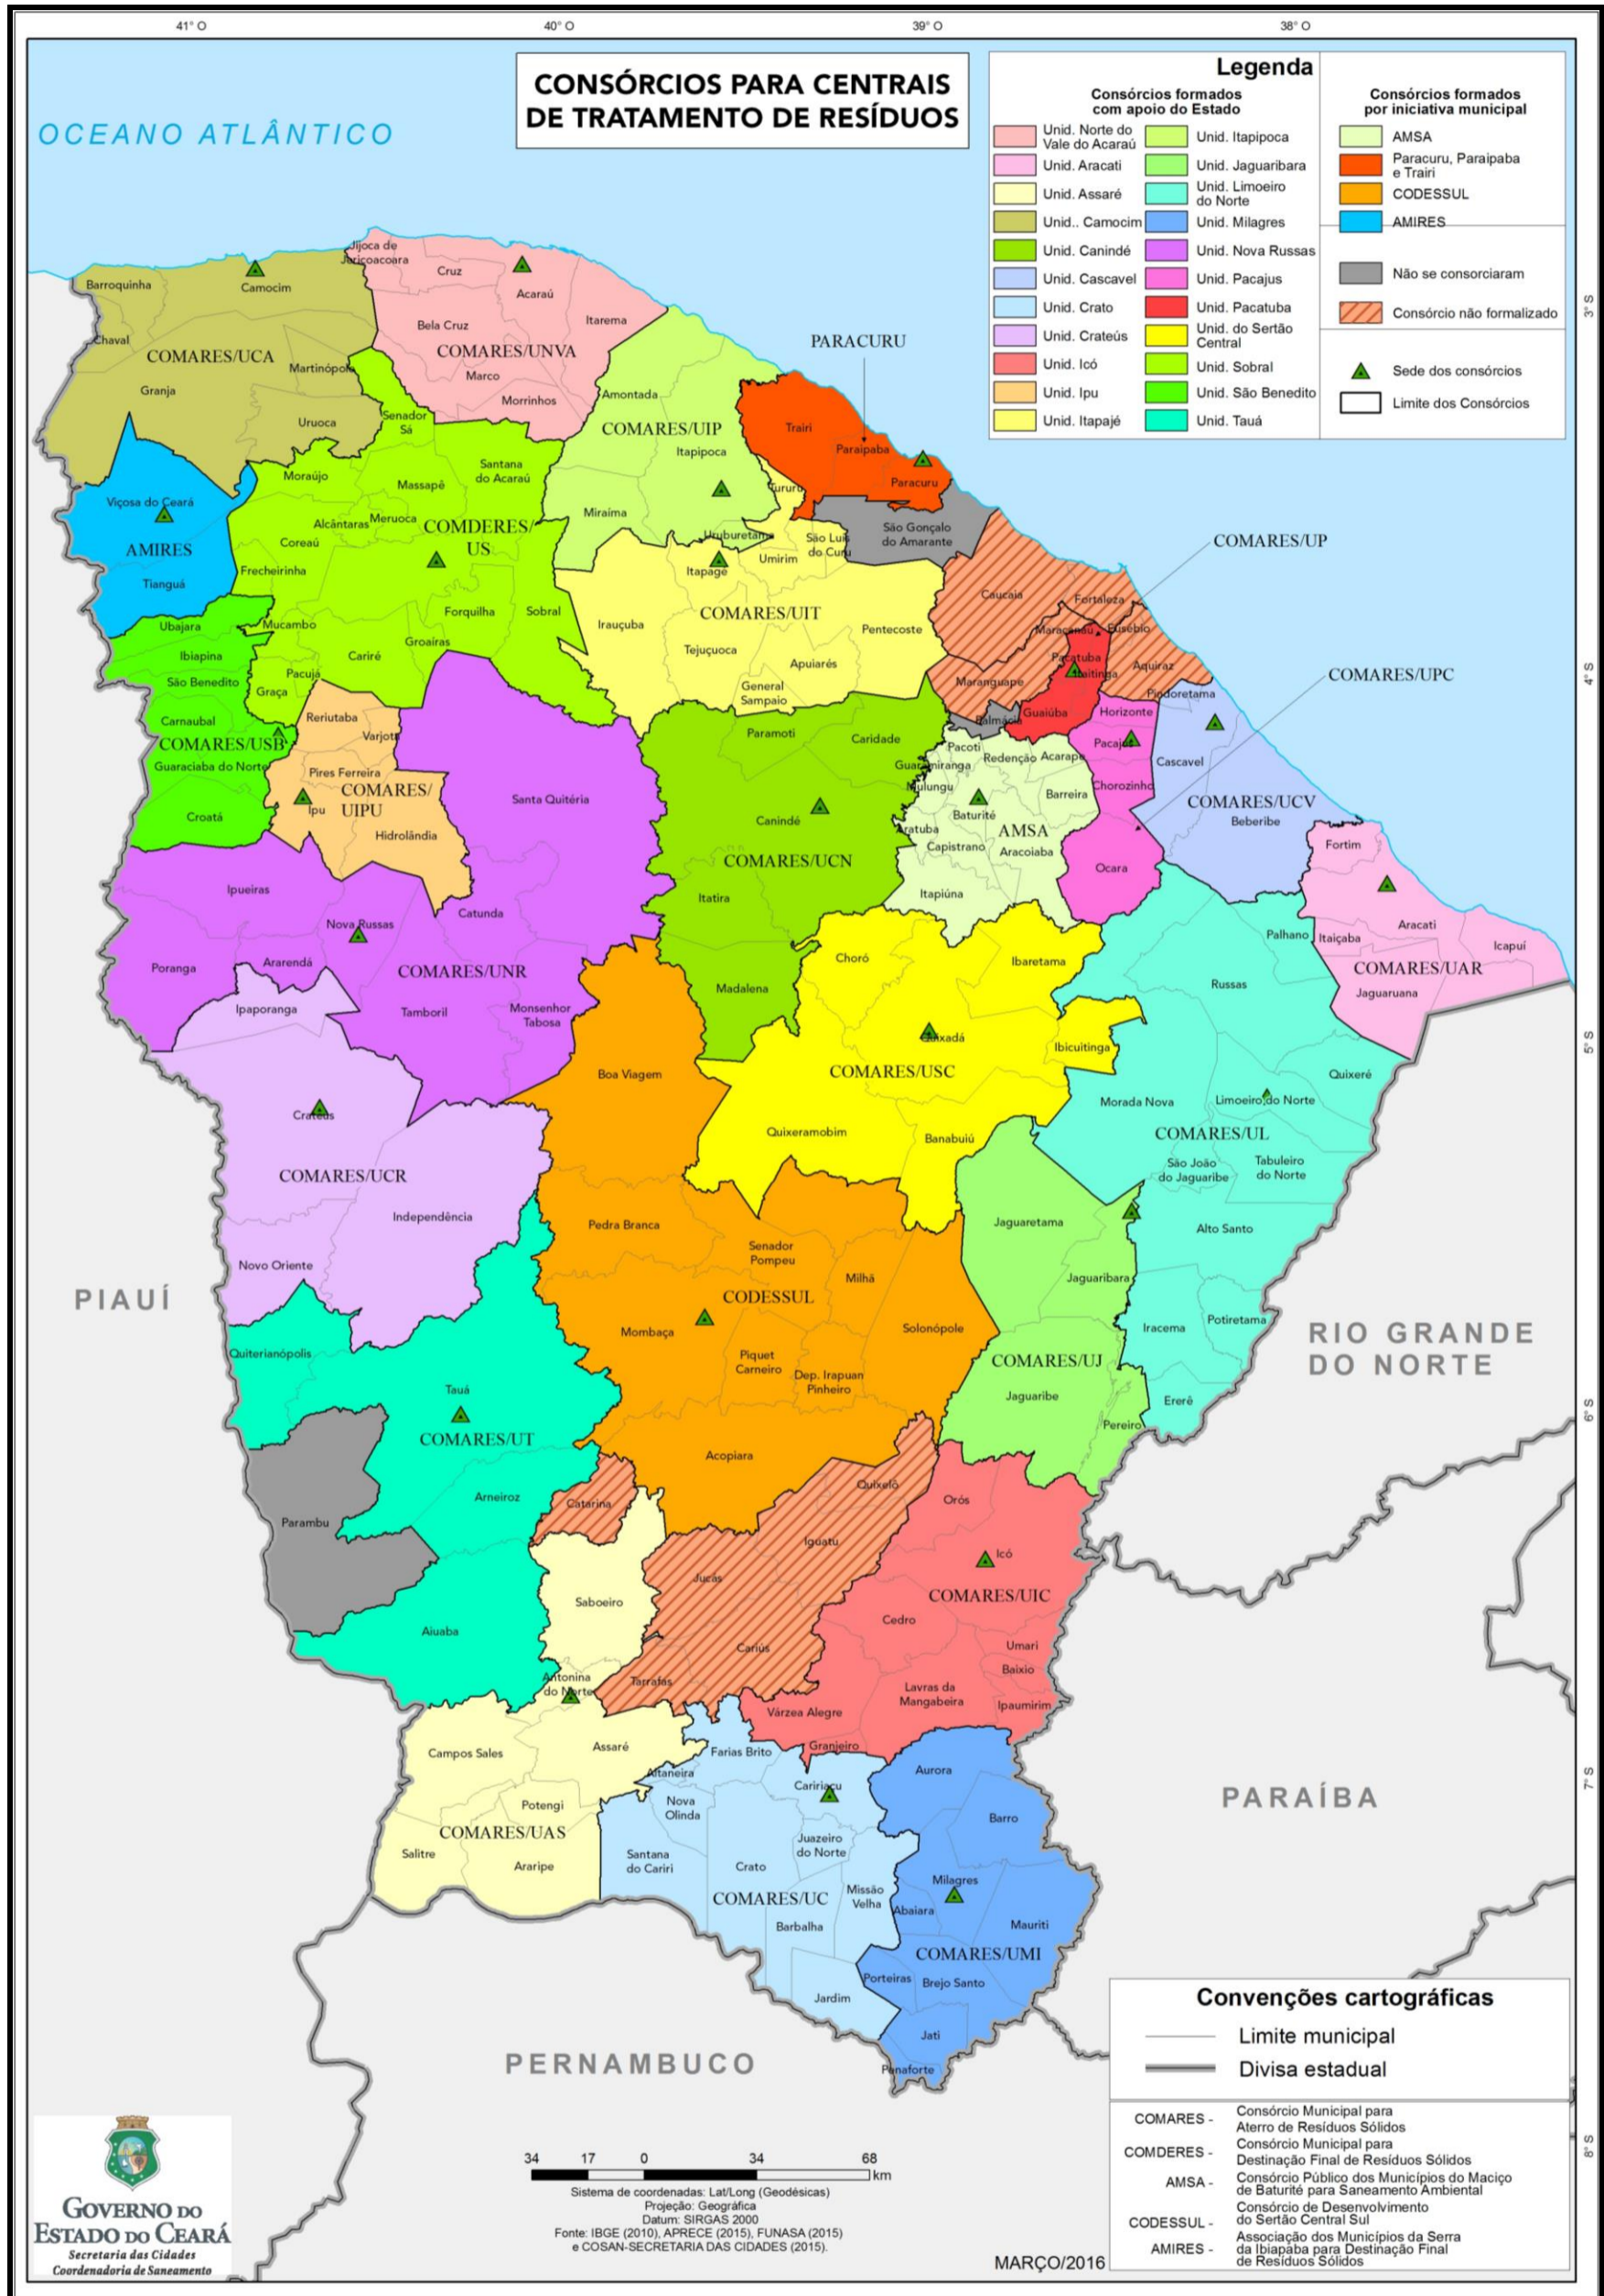 41° O
40° O
39° O
38° O
CONSÓRCIOS PARA CENTRAIS
DE TRATAMENTO DE RESÍDUOS
OCEANO ATLÂNTICO
Legenda
Consórcios formados
com apoio do Estado
Unid. Norte do
Vale do Acaraú
Unid. Aracati
Unid. Assaré
Unid.. Camocim
Unid. Canindé
Unid. Cascavel
Unid. Crato
Unid. Crateús
Unid. Icó
Unid. Ipu
Unid. Itapajé
Unid. Itapipoca
Unid. Jaguaribara
Unid. Limoeiro
do Norte
Unid. Milagres
Unid. Nova Russas
Unid. Pacajus
Unid. Pacatuba
Unid. do Sertão
Central
Unid. Sobral
Unid. São Benedito
Unid. Tauá
Consórcios formados
por iniciativa municipal
AMSA
Paracuru, Paraipaba
e Trairi
CODESSUL
AMIRES
Não se consorciaram
Consórcio não formalizado
Sede dos consórcios
Limite dos Consórcios
3° S
4° S
5° S
6° S
7° S
8° S
Barroquinha
Camocim
Chaval
COMARES/UCA
Martinópole
Granja
Uruoca
Jijoca de
Jericoacoara
Cruz
Acaraú
Bela Cruz
Itarema
COMARES/UNVA
Marco
Morrinhos
Amontada
COMARES/UIP
Itapipoca
Miraíma
PARACURU
Trairi
Paraipaba
Paracuru
Tururu
Uruburetama
São Luis
do Curu
Umirim
Itapagé
COMARES/UIT
Irauçuba
Tejuçuoca
Apuiarés
General
Sampaio
Pentecoste
São Gonçalo
do Amarante
COMARES/UP
Caucaia
Fortaleza
Maracanaú
Eusébio
Pacatuba
Itaitinga
Aquiraz
Maranguape
Guaiúba
Palmácia
COMARES/UPC
Pindoretama
Horizonte
Pacajus
Chorozinho
Ocara
Cascavel
COMARES/UCV
Beberibe
Fortim
Aracati
Itaiçaba
Icapuí
COMARES/UAR
Jaguaruana
Senador
Sá
Moraújo
Massapê
Santana
do Acaraú
Alcântaras
Meruoca
COMDERES/
US
Coreaú
Frecheirinha
Forquilha
Sobral
Mucambo
Groaíras
Cariré
Pacujá
Graça
Viçosa do Ceará
AMIRES
Tianguá
Ubajara
Ibiapina
São Benedito
Carnaubal
COMARES/USB
Guaraciaba do Norte
Croatá
Reriutaba
Varjota
Pires Ferreira
COMARES/
UIPU
Ipu
Hidrolândia
Santa Quitéria
Ipueiras
Catunda
Nova Russas
Poranga
Ararendá
COMARES/UNR
Tamboril
Monsenhor
Tabosa
Paramoti
Caridade
Canindé
COMARES/UCN
Itatira
Madalena
Pacoti
Guaramiranga
Redenção
Acarape
Mulungu
Barreira
Baturité
Aratuba
AMSA
Capistrano
Aracoiaba
Itapiúna
Choró
Ibaretama
Quixadá
Ibicuitinga
COMARES/USC
Quixeramobim
Banabuiú
Palhano
Russas
Quixeré
Morada Nova
Limoeiro do Norte
COMARES/UL
São João
do Jaguaribe
Tabuleiro
do Norte
Alto Santo
Iracema
Potiretama
Ererê
Jaguaretama
Jaguaribara
COMARES/UJ
Jaguaribe
Pereiro
Ipaporanga
Crateús
COMARES/UCR
Independência
Novo Oriente
Boa Viagem
Pedra Branca
Senador
Pompeu
Milhã
CODESSUL
Mombaça
Solonópole
Piquet
Carneiro
Dep. Irapuan
Pinheiro
Acopiara
Quiterianópolis
Tauá
COMARES/UT
Arneiroz
Parambu
Aiuaba
Catarina
Quixelô
Iguatu
Jucás
Cariús
Tarrafas
Orós
Icó
COMARES/UIC
Cedro
Umari
Baixio
Lavras da
Mangabeira
Ipaumirim
Várzea Alegre
Granjeiro
Saboeiro
Antonina
do Norte
Campos Sales
Assaré
Potengi
COMARES/UAS
Salitre
Araripe
Farias Brito
Altaneira
Nova
Olinda
Caririaçu
Juazeiro
do Norte
Santana
do Cariri
Crato
Missão
Velha
COMARES/UC
Barbalha
Jardim
Aurora
Barro
Milagres
Abaiara
Mauriti
COMARES/UMI
Porteiras
Brejo Santo
Jati
Penaforte
PIAUÍ
RIO GRANDE
DO NORTE
PARAÍBA
PERNAMBUCO
Convenções cartográficas
Limite municipal
Divisa estadual
COMARES - Consórcio Municipal para
Aterro de Resíduos Sólidos
COMDERES - Consórcio Municipal para
Destinação Final de Resíduos Sólidos
AMSA - Consórcio Público dos Municípios do Maciço
de Baturité para Saneamento Ambiental
CODESSUL - Consórcio de Desenvolvimento
do Sertão Central Sul
AMIRES - Associação dos Municípios da Serra
da Ibiapaba para Destinação Final
de Resíduos Sólidos
GOVERNO DO
ESTADO DO CEARÁ
Secretaria das Cidades
Coordenadoria de Saneamento
34 17 0 34 68
km
Sistema de coordenadas: Lat/Long (Geodésicas)
Projeção: Geográfica
Datum: SIRGAS 2000
Fonte: IBGE (2010), APRECE (2015), FUNASA (2015)
e COSAN-SECRETARIA DAS CIDADES (2015).
MARÇO/2016